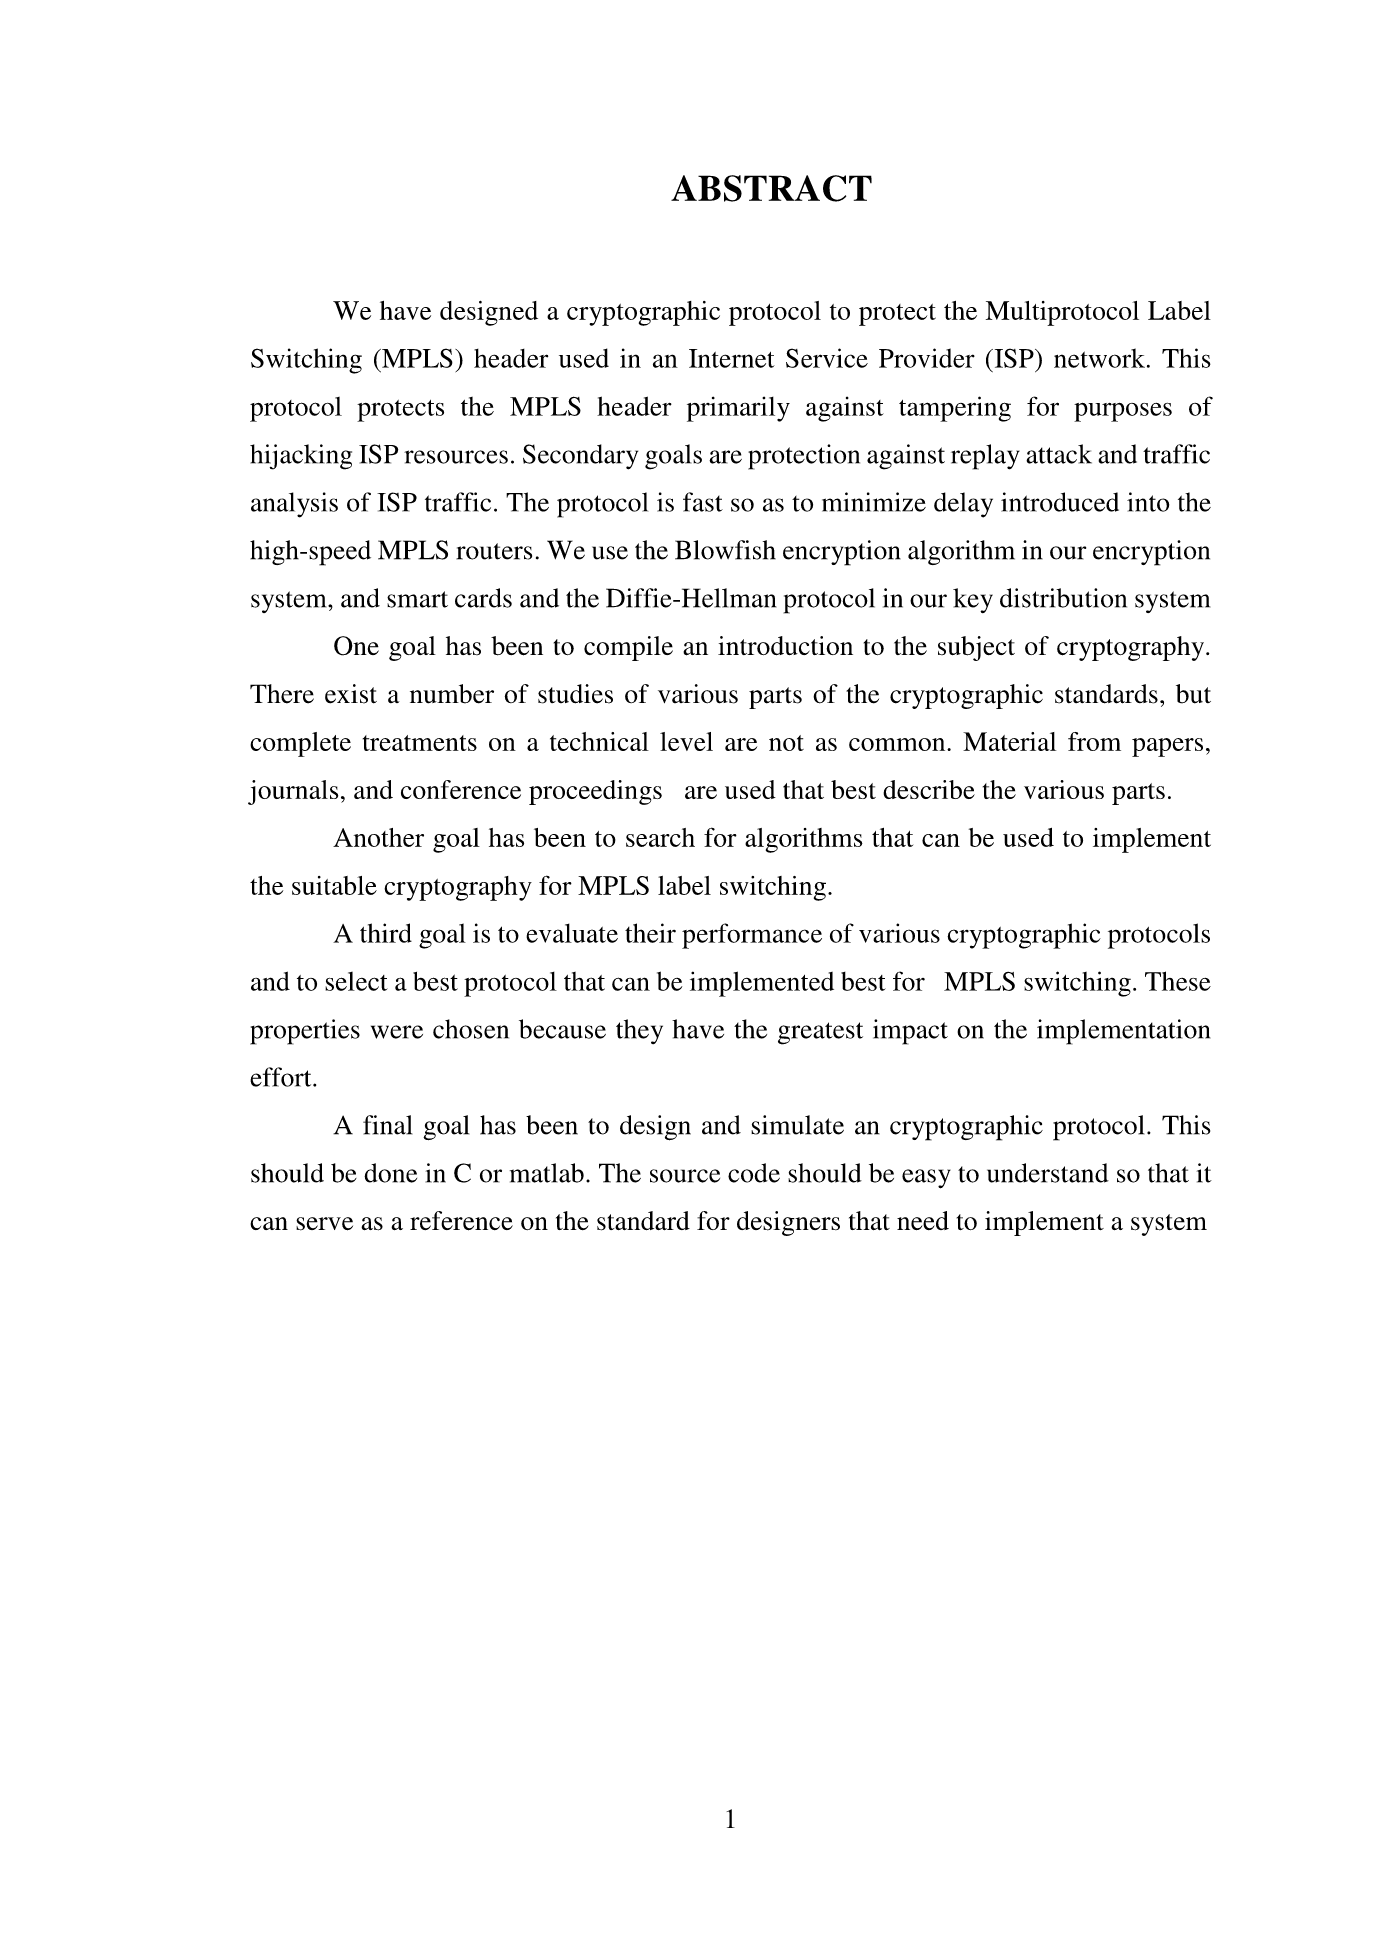 ABSTRACT
We have designed a cryptographic protocol to protect the Multiprotocol Label
Switching (MPLS) header used in an Internet Service Provider (ISP) network. This
protocol protects the MPLS header primarily against tampering for purposes of
hijacking ISP resources. Secondary goals are protection against replay attack and traffic
analysis of ISP traffic. The protocol is fast so as to minimize delay introduced into the
high-speed MPLS routers. We use the Blowfish encryption algorithm in our encryption
system, and smart cards and the Diffie-Hellman protocol in our key distribution system
One goal has been to compile an introduction to the subject of cryptography.
There exist a number of studies of various parts of the cryptographic standards, but
complete treatments on a technical level are not as common. Material from papers,
journals, and conference proceedings are used that best describe the various parts.
Another goal has been to search for algorithms that can be used to implement
the suitable cryptography for MPLS label switching.
A third goal is to evaluate their performance of various cryptographic protocols
and to select a best protocol that can be implemented best for MPLS switching. These
properties were chosen because they have the greatest impact on the implementation
effort.
A final goal has been to design and simulate an cryptographic protocol. This
should be done in C or matlab. The source code should be easy to understand so that it
can serve as a reference on the standard for designers that need to implement a system
1